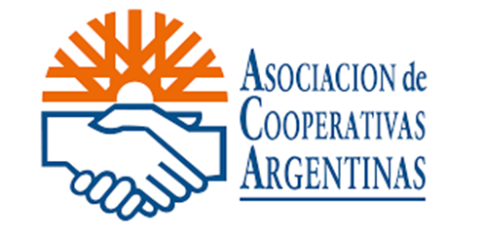 ASOCIACION de
COOPERATIVAS
ARGENTINAS